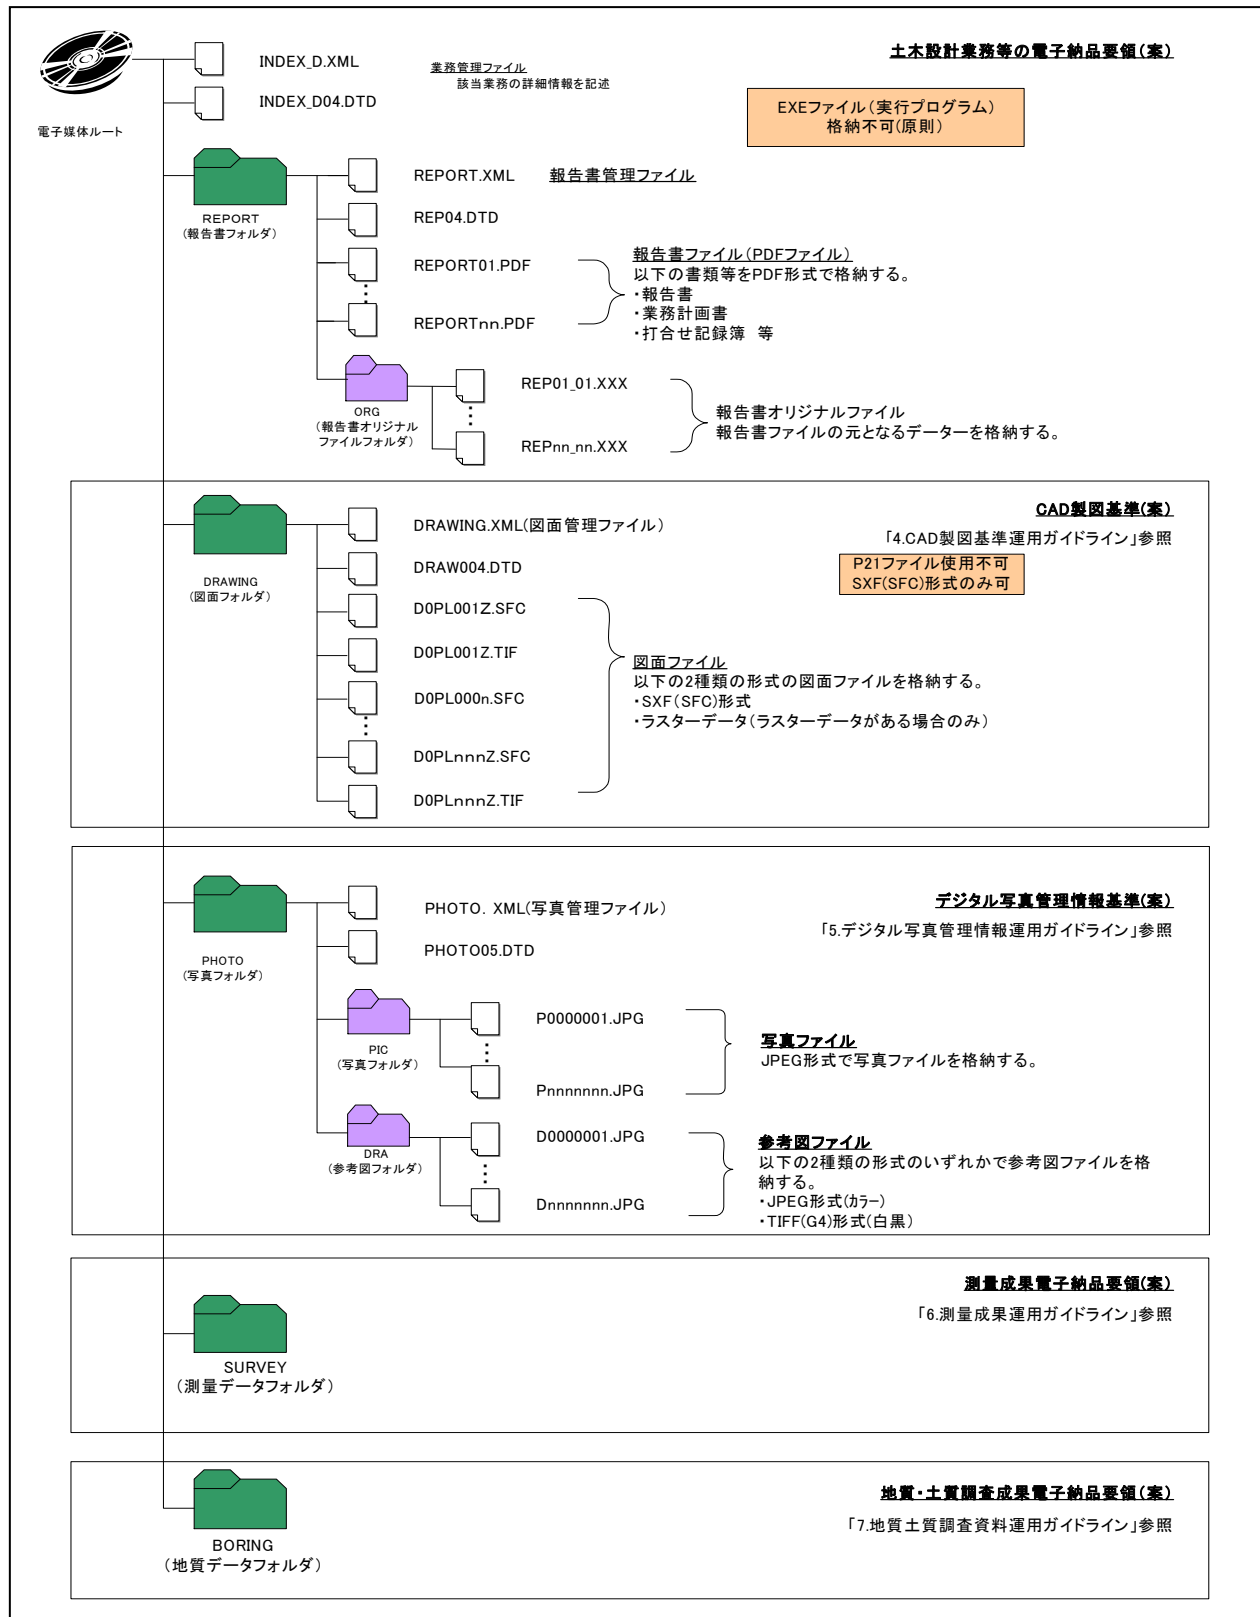 土木設計業務等の電子納品要領(案)
INDEX_D.XML
業務管理ファイル
該当業務の詳細情報を記述
INDEX_D04.DTD
電子媒体ルート
EXEファイル(実行プログラム)
格納不可(原則)
REPORT.XML
報告書管理ファイル
REPORT
(報告書フォルダ)
REP04.DTD
REPORT01.PDF
REPORTnn.PDF
報告書ファイル(PDFファイル)
以下の書類等をPDF形式で格納する。
・報告書
・業務計画書
・打合せ記録簿 等
ORG
(報告書オリジナル
ファイルフォルダ)
REP01_01.XXX
REPnn_nn.XXX
報告書オリジナルファイル
報告書ファイルの元となるデーターを格納する。
CAD製図基準(案)
「4.CAD製図基準運用ガイドライン」参照
P21ファイル使用不可
SXF(SFC)形式のみ可
DRAWING
(図面フォルダ)
DRAWING.XML(図面管理ファイル)
DRAW004.DTD
D0PL001Z.SFC
D0PL001Z.TIF
D0PL000n.SFC
D0PLnnnZ.SFC
D0PLnnnZ.TIF
図面ファイル
以下の2種類の形式の図面ファイルを格納する。
・SXF(SFC)形式
・ラスターデータ(ラスターデータがある場合のみ)
デジタル写真管理情報基準(案)
「5.デジタル写真管理情報運用ガイドライン」参照
PHOTO
(写真フォルダ)
PHOTO. XML(写真管理ファイル)
PHOTO05.DTD
PIC
(写真フォルダ)
P0000001.JPG
Pnnnnnnn.JPG
写真ファイル
JPEG形式で写真ファイルを格納する。
DRA
(参考図フォルダ)
D0000001.JPG
Dnnnnnnn.JPG
参考図ファイル
以下の2種類の形式のいずれかで参考図ファイルを格
納する。
・JPEG形式(カラー)
・TIFF(G4)形式(白黒)
測量成果電子納品要領(案)
「6.測量成果運用ガイドライン」参照
SURVEY
(測量データフォルダ)
地質・土質調査成果電子納品要領(案)
「7.地質土質調査資料運用ガイドライン」参照
BORING
(地質データフォルダ)